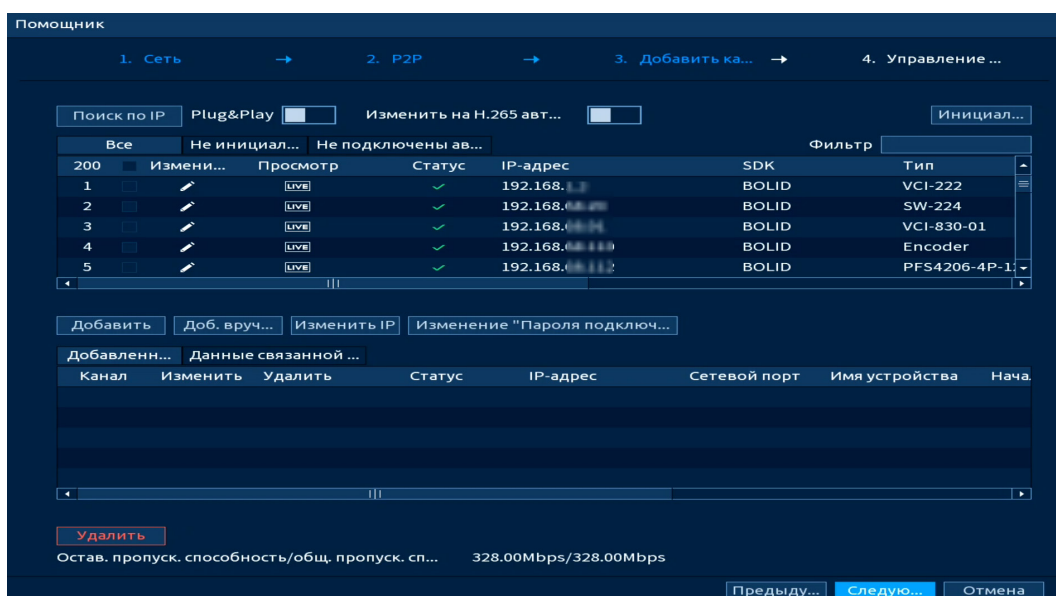 Помощник
1. Сеть → 2. P2P → 3. Добавить ка... → 4. Управление ...
Поиск по IP Plug&Play Изменить на H.265 авт... Инициал...
Все Не инициал... Не подключены ав... Фильтр
200 Измени... Просмотр Статус IP-адрес SDK Тип
1 LIVE 192.168. BOLID VCI-222
2 LIVE 192.168. BOLID SW-224
3 LIVE 192.168. BOLID VCI-830-01
4 LIVE 192.168. BOLID Encoder
5 LIVE 192.168. BOLID PFS4206-4P-1
Добавить Доб. вруч... Изменить IP Изменение "Пароля подключ...
Добавленн... Данные связанной ...
Канал Изменить Удалить Статус IP-адрес Сетевой порт Имя устройства Нача
Удалить
Остав. пропуск. способность/общ. пропуск. сп... 328.00Mbps/328.00Mbps
Предыду... Следую... Отмена